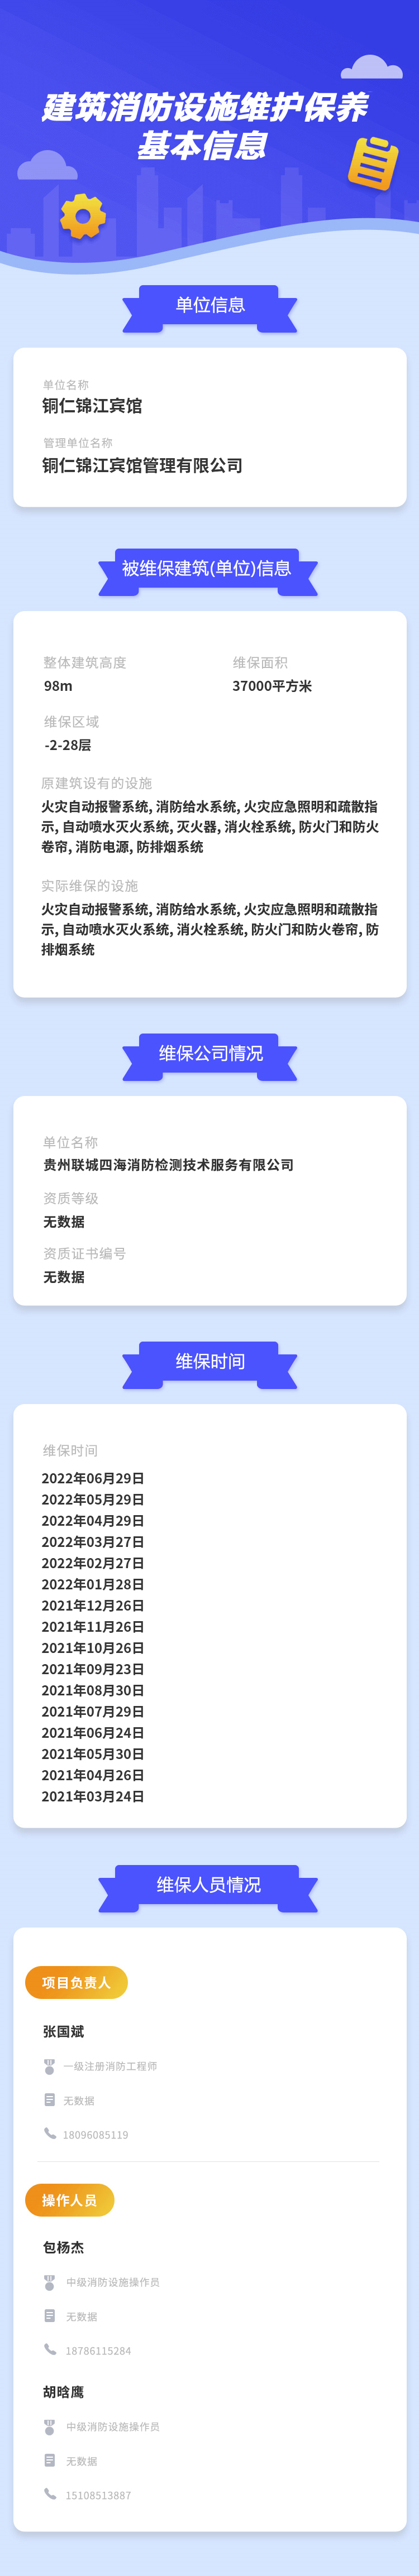 建筑消防设施维护保养
基本信息
单位信息
单位名称
铜仁锦江宾馆
管理单位名称
铜仁锦江宾馆管理有限公司
被维保建筑(单位)信息
整体建筑高度 维保面积
98m 37000平方米
维保区域
-2-28层
原建筑设有的设施
火灾自动报警系统, 消防给水系统, 火灾应急照明和疏散指
示, 自动喷水灭火系统, 灭火器, 消火栓系统, 防火门和防火
卷帘, 消防电源, 防排烟系统
实际维保的设施
火灾自动报警系统, 消防给水系统, 火灾应急照明和疏散指
示, 自动喷水灭火系统, 消火栓系统, 防火门和防火卷帘, 防
排烟系统
维保公司情况
单位名称
贵州联城四海消防检测技术服务有限公司
资质等级
无数据
资质证书编号
无数据
维保时间
维保时间
2022年06月29日
2022年05月29日
2022年04月29日
2022年03月27日
2022年02月27日
2022年01月28日
2021年12月26日
2021年11月26日
2021年10月26日
2021年09月23日
2021年08月30日
2021年07月29日
2021年06月24日
2021年05月30日
2021年04月26日
2021年03月24日
维保人员情况
项目负责人
张国斌
一级注册消防工程师
无数据
18096085119
操作人员
包杨杰
中级消防设施操作员
无数据
18786115284
胡晗鹰
中级消防设施操作员
无数据
15108513887